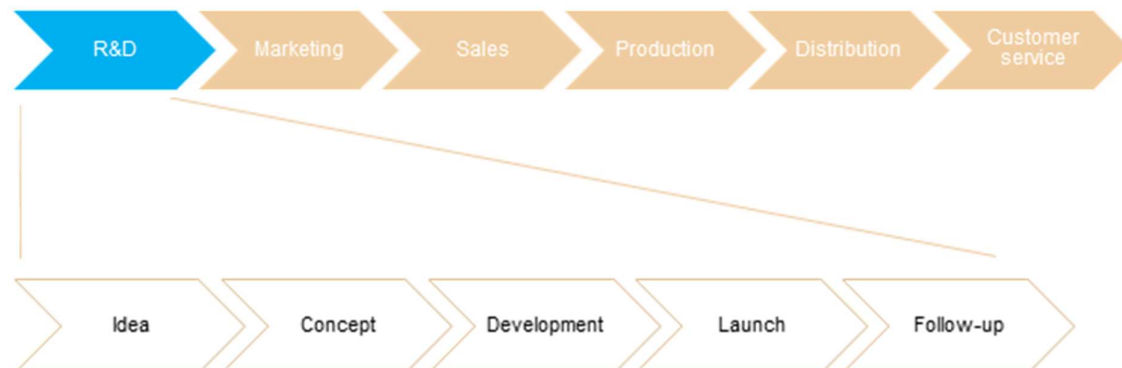 R&D
Marketing
Sales
Production
Distribution
Customer
service
Idea
Concept
Development
Launch
Follow-up